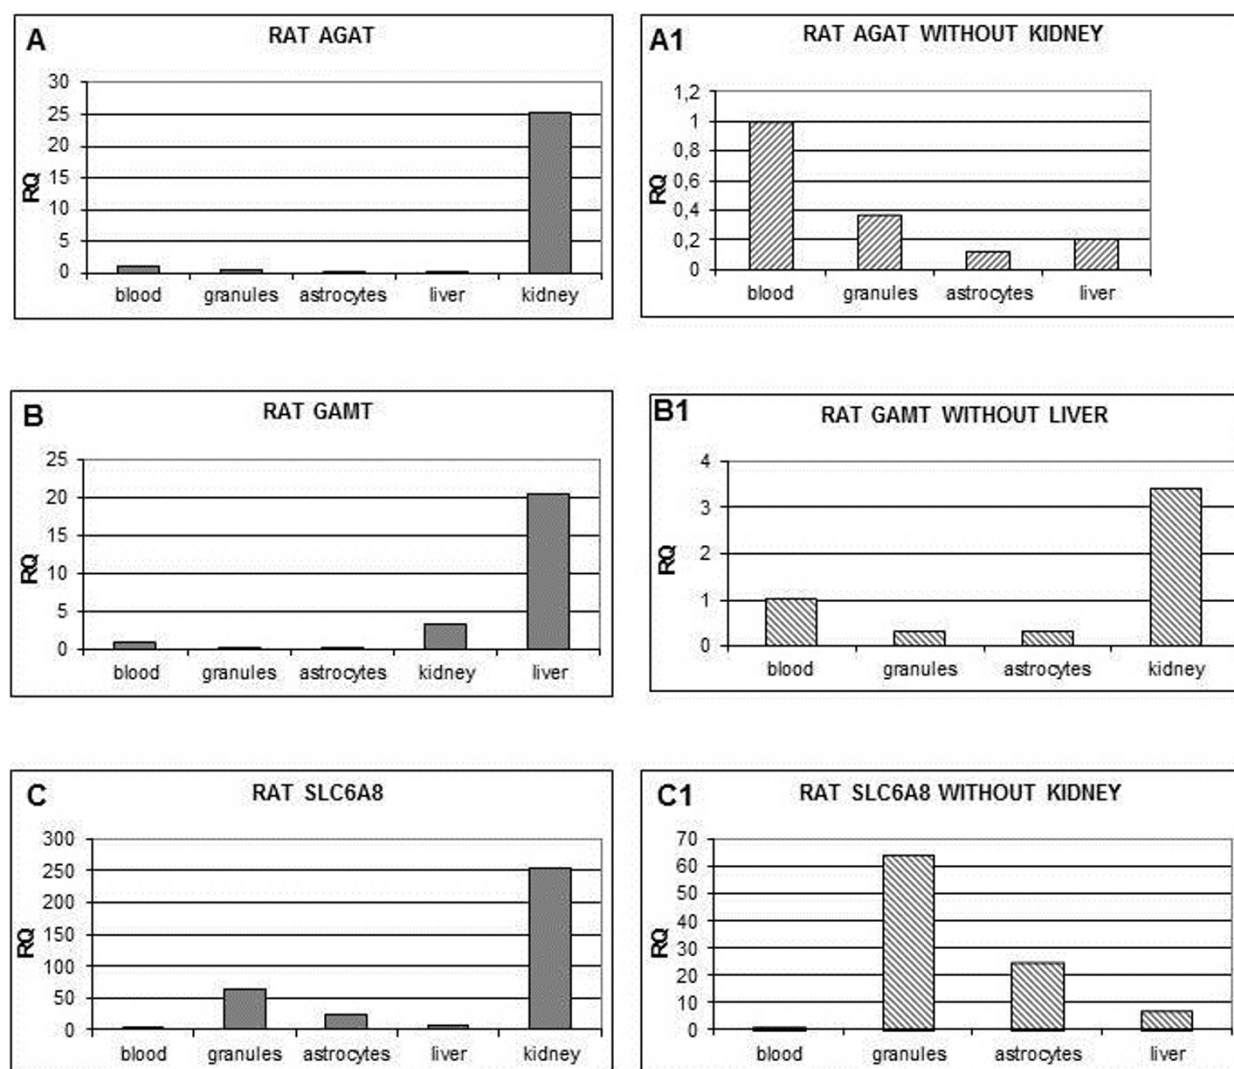 A
RAT AGAT
RQ
30
25
20
15
10
5
0
blood granules astrocytes liver kidney
A1
RAT AGAT WITHOUT KIDNEY
RQ
1,2
1
0,8
0,6
0,4
0,2
0
blood granules astrocytes liver
B
RAT GAMT
RQ
25
20
15
10
5
0
blood granules astrocytes kidney liver
B1
RAT GAMT WITHOUT LIVER
RQ
4
3
2
1
0
blood granules astrocytes kidney
C
RAT SLC6A8
RQ
300
250
200
150
100
50
0
blood granules astrocytes liver kidney
C1
RAT SLC6A8 WITHOUT KIDNEY
RQ
70
60
50
40
30
20
10
0
blood granules astrocytes liver